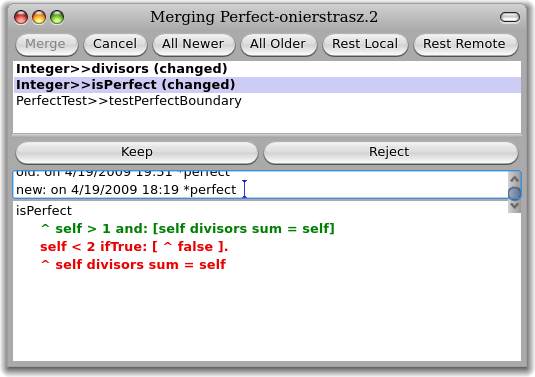 Merging Perfect-onierstrasz.2
Merge Cancel All Newer All Older Rest Local Rest Remote
Integer>>divisors (changed)
Integer>>isPerfect (changed)
PerfectTest>>testPerfectBoundary
Keep Reject
old: on 4/19/2009 19:51 *perfect
new: on 4/19/2009 18:19 *perfect
isPerfect
^ self > 1 and: [self divisors sum = self]
self < 2 ifTrue: [ ^ false ].
^ self divisors sum = self